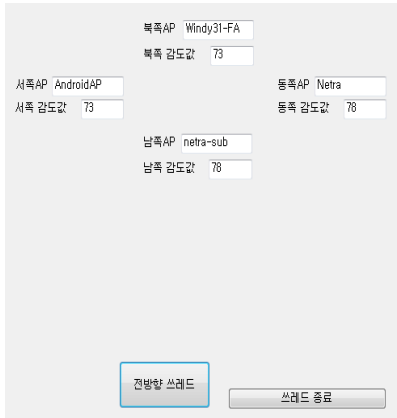 북쪽AP Windy31-FA
북쪽 감도값 73
서쪽AP AndroidAP 동쪽AP Netra
서쪽 감도값 73 동쪽 감도값 78
남쪽AP netra-sub
남쪽 감도값 78
전방향 쓰레드
쓰레드 종료